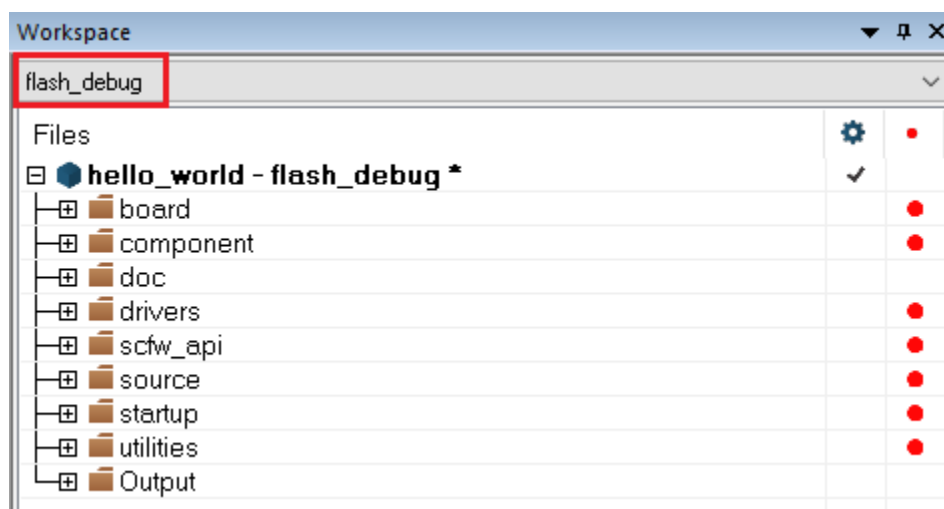 Workspace
flash_debug
Files
hello_world - flash_debug *
board
component
doc
drivers
scfw_api
source
startup
utilities
Output